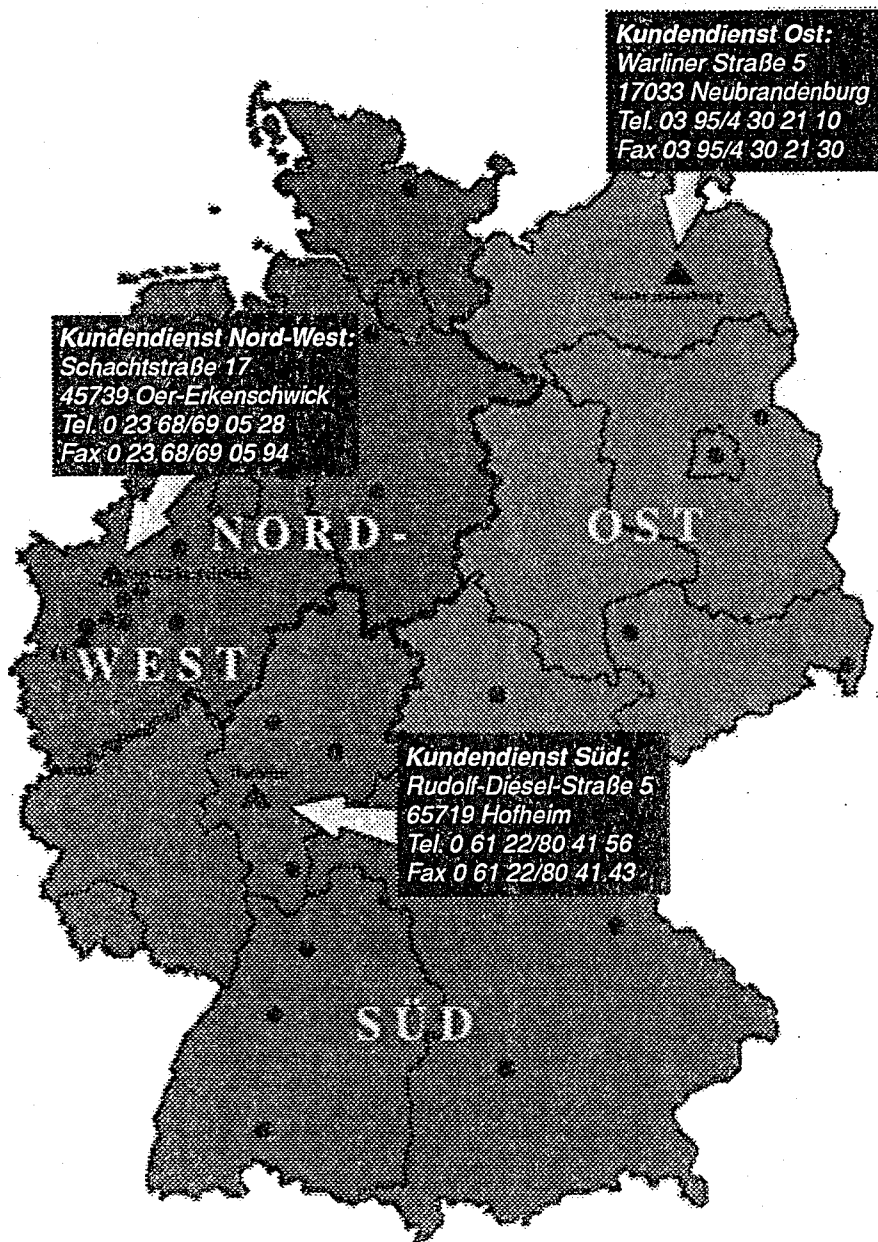 Kundendienst Ost:
Warliner Straße 5
17033 Neubrandenburg
Tel. 03 95/4 30 21 10
Fax 03 95/4 30 21 30
Kundendienst Nord-West:
Schachtstraße 17
45739 Oer-Erkenschwick
Tel. 0 23 68/69 05 28
Fax 0 23 68/69 05 94
NORD-
OST
WEST
Kundendienst Süd:
Rudolf-Diesel-Straße 5
65719 Hofheim
Tel. 0 61 22/80 41 56
Fax 0 61 22/80 41 43
SÜD